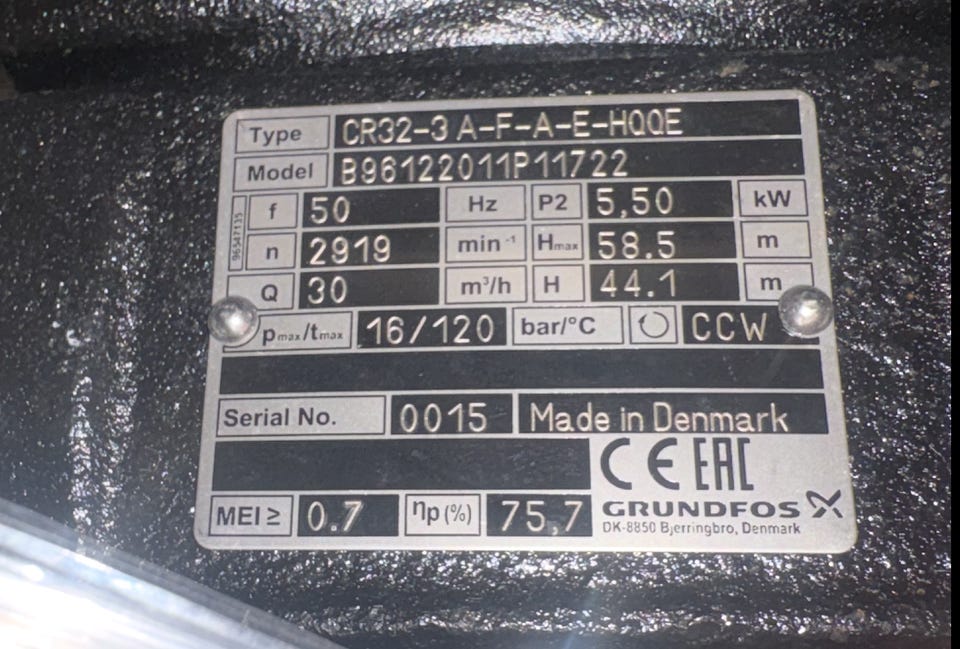 Type CR32-3 A-F-A-E-HQQE
Model B96122011P11722
f 50 Hz P2 5,50 kW
n 2919 min⁻¹ Hmax 58.5 m
Q 30 m³/h H 44.1 m
96547135
pmax/tmax 16/120 bar/°C CCW
Serial No. 0015 Made in Denmark
CE EAC
GRUNDFOS
DK-8850 Bjerringbro, Denmark
MEI ≥ 0.7 ηp (%) 75,7